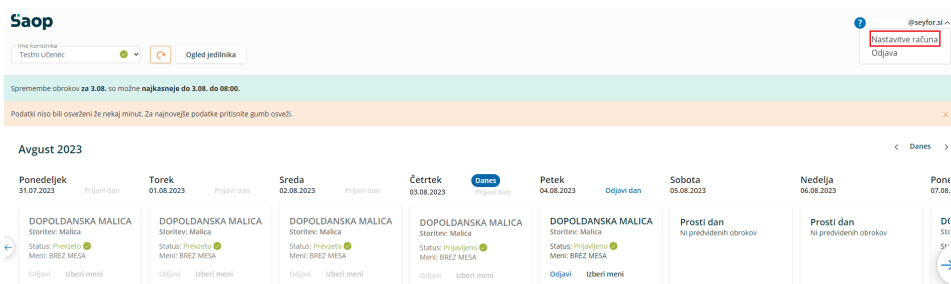 Saop
? @seyfor.si
Nastavitve računa
Odjava
Ime koristnika
Testni Učenec
Ogled jedilnika
Spremembe obrokov za 3.08. so možne najkasneje do 3.08. do 08:00.
Podatki niso bili osveženi že nekaj minut. Za najnovejše podatke pritisnite gumb osveži.
Avgust 2023
Danes
Ponedeljek Torek Sreda Četrtek Danes Petek Sobota Nedelja Pone
31.07.2023 Prijavi dan 01.08.2023 Prijavi dan 02.08.2023 Prijavi dan 03.08.2023 Prijavi dan 04.08.2023 Odjavi dan 05.08.2023 06.08.2023 07.08.
DOPOLDANSKA MALICA DOPOLDANSKA MALICA DOPOLDANSKA MALICA DOPOLDANSKA MALICA DOPOLDANSKA MALICA Prosti dan Prosti dan
Storitev: Malica Storitev: Malica Storitev: Malica Storitev: Malica Storitev: Malica Ni predvidenih obrokov Ni predvidenih obrokov
Status: Prevzeto Status: Prevzeto Status: Prevzeto Status: Prijavljeno Status: Prijavljeno
Meni: BREZ MESA Meni: BREZ MESA Meni: BREZ MESA Meni: BREZ MESA Meni: BREZ MESA
Odjavi Izberi meni Odjavi Izberi meni Odjavi Izberi meni Odjavi Izberi meni Odjavi Izberi meni